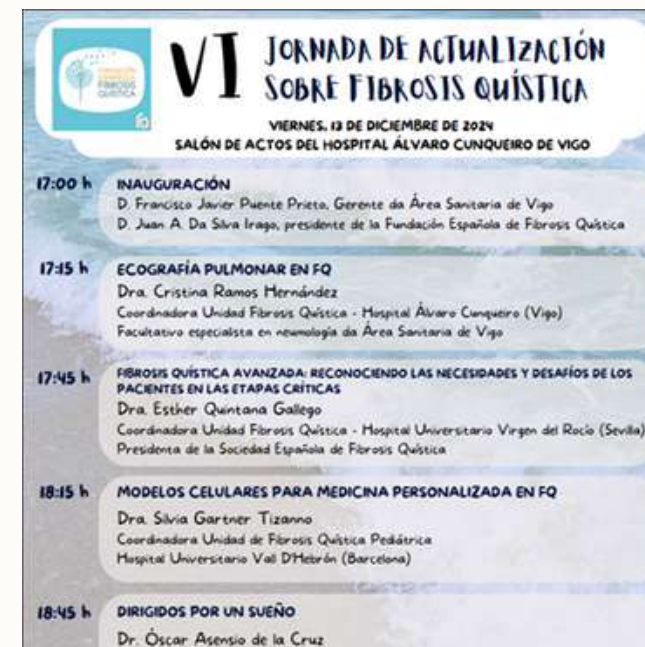 FUNDACIÓN
ESPAÑOLA
FIBROSIS
QUÍSTICA
fq
VI JORNADA DE ACTUALIZACIÓN
SOBRE FIBROSIS QUÍSTICA
VIERNES, 13 DE DICIEMBRE DE 2024
SALÓN DE ACTOS DEL HOSPITAL ÁLVARO CUNQUEIRO DE VIGO
17:00 h INAUGURACIÓN
D. Francisco Javier Puente Prieto, Gerente da Área Sanitaria de Vigo
D. Juan A. Da Silva Irago, presidente de la Fundación Española de Fibrosis Quística
17:15 h ECOGRAFÍA PULMONAR EN FQ
Dra. Cristina Ramos Hernández
Coordinadora Unidad Fibrosis Quística - Hospital Álvaro Cunqueiro (Vigo)
Facultativo especialista en neumología da Área Sanitaria de Vigo
17:45 h FIBROSIS QUÍSTICA AVANZADA: RECONOCIENDO LAS NECESIDADES Y DESAFÍOS DE LOS
PACIENTES EN LAS ETAPAS CRÍTICAS
Dra. Esther Quintana Gallego
Coordinadora Unidad Fibrosis Quística - Hospital Universitario Virgen del Rocío (Sevilla)
Presidenta de la Sociedad Española de Fibrosis Quística
18:15 h MODELOS CELULARES PARA MEDICINA PERSONALIZADA EN FQ
Dra. Silvia Gartner Tizanno
Coordinadora Unidad de Fibrosis Quística Pediátrica
Hospital Universitario Vall D'Hebrón (Barcelona)
18:45 h DIRIGIDOS POR UN SUEÑO
Dr. Óscar Asensio de la Cruz